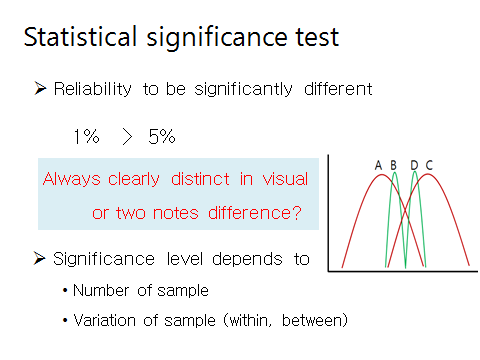 Statistical significance test
➢ Reliability to be significantly different
1% > 5%
Always clearly distinct in visual
or two notes difference?
A B D C
➢ Significance level depends to
• Number of sample
• Variation of sample (within, between)